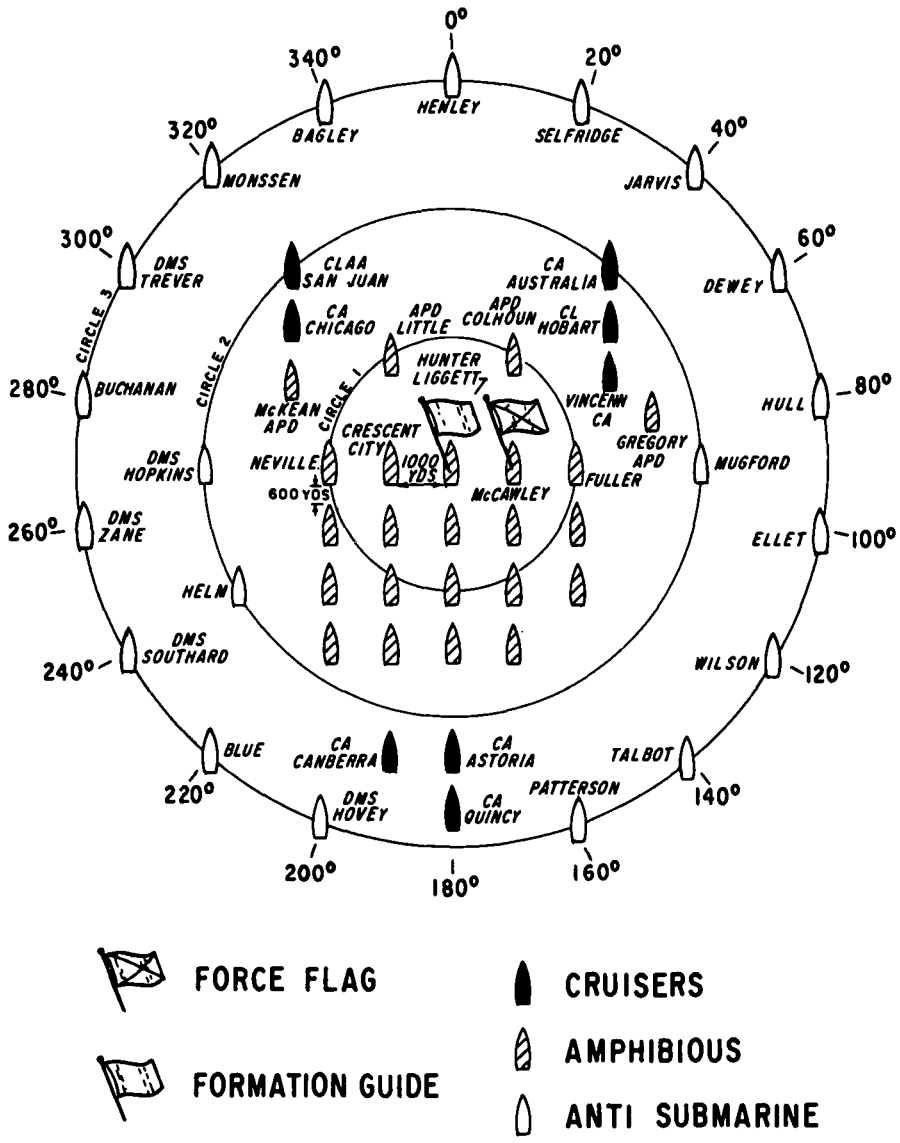 0°
340°
20°
HENLEY
BAGLEY
SELFRIDGE
320°
40°
MONSSEN
JARVIS
300°
60°
DMS
TREVER
CLAA
SAN JUAN
CA
AUSTRALIA
DEWEY
CIRCLE 3
CA
CHICAGO
APD
LITTLE
APD
COLHOUN
CL
HOBART
CIRCLE 2
CIRCLE 1
HUNTER
LIGGETT
280°
BUCHANAN
McKEAN
APD
VINCENN
CA
HULL
80°
CRESCENT
CITY
GREGORY
APD
DMS
HOPKINS
NEVILLE
1000
YDS
McCAWLEY
FULLER
MUGFORD
600 YDS
260°
DMS
ZANE
ELLET
100°
HELM
240°
DMS
SOUTHARD
WILSON
120°
BLUE
CA
CANBERRA
CA
ASTORIA
TALBOT
220°
140°
DMS
HOVEY
CA
QUINCY
PATTERSON
200°
180°
160°
FORCE FLAG
FORMATION GUIDE
CRUISERS
AMPHIBIOUS
ANTI SUBMARINE